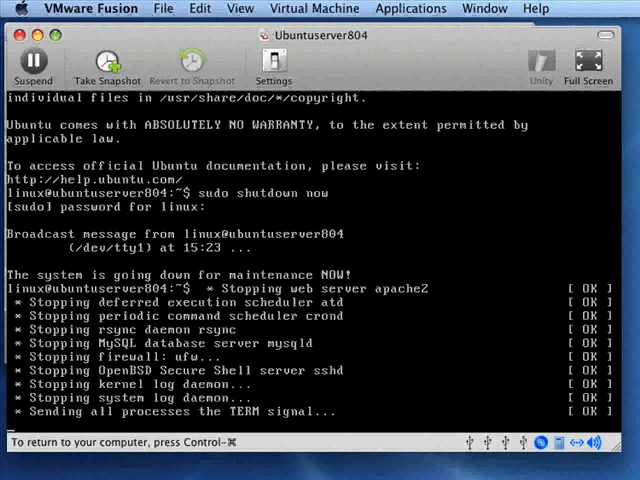 VMware Fusion File Edit View Virtual Machine Applications Window Help
Ubuntuserver804
Suspend Take Snapshot Revert to Snapshot Settings Unity Full Screen
individual files in /usr/share/doc/*/copyright.
Ubuntu comes with ABSOLUTELY NO WARRANTY, to the extent permitted by
applicable law.
To access official Ubuntu documentation, please visit:
http://help.ubuntu.com/
linux@ubuntuserver804:~$ sudo shutdown now
[sudo] password for linux:
Broadcast message from linux@ubuntuserver804
(/dev/tty1) at 15:23 ...
The system is going down for maintenance NOW!
linux@ubuntuserver804:~$  * Stopping web server apache2 [ OK ]
* Stopping deferred execution scheduler atd [ OK ]
* Stopping periodic command scheduler crond [ OK ]
* Stopping rsync daemon rsync [ OK ]
* Stopping MySQL database server mysqld [ OK ]
* Stopping firewall: ufw... [ OK ]
* Stopping OpenBSD Secure Shell server sshd [ OK ]
* Stopping kernel log daemon... [ OK ]
* Stopping system log daemon... [ OK ]
* Sending all processes the TERM signal... [ OK ]
To return to your computer, press Control-⌘